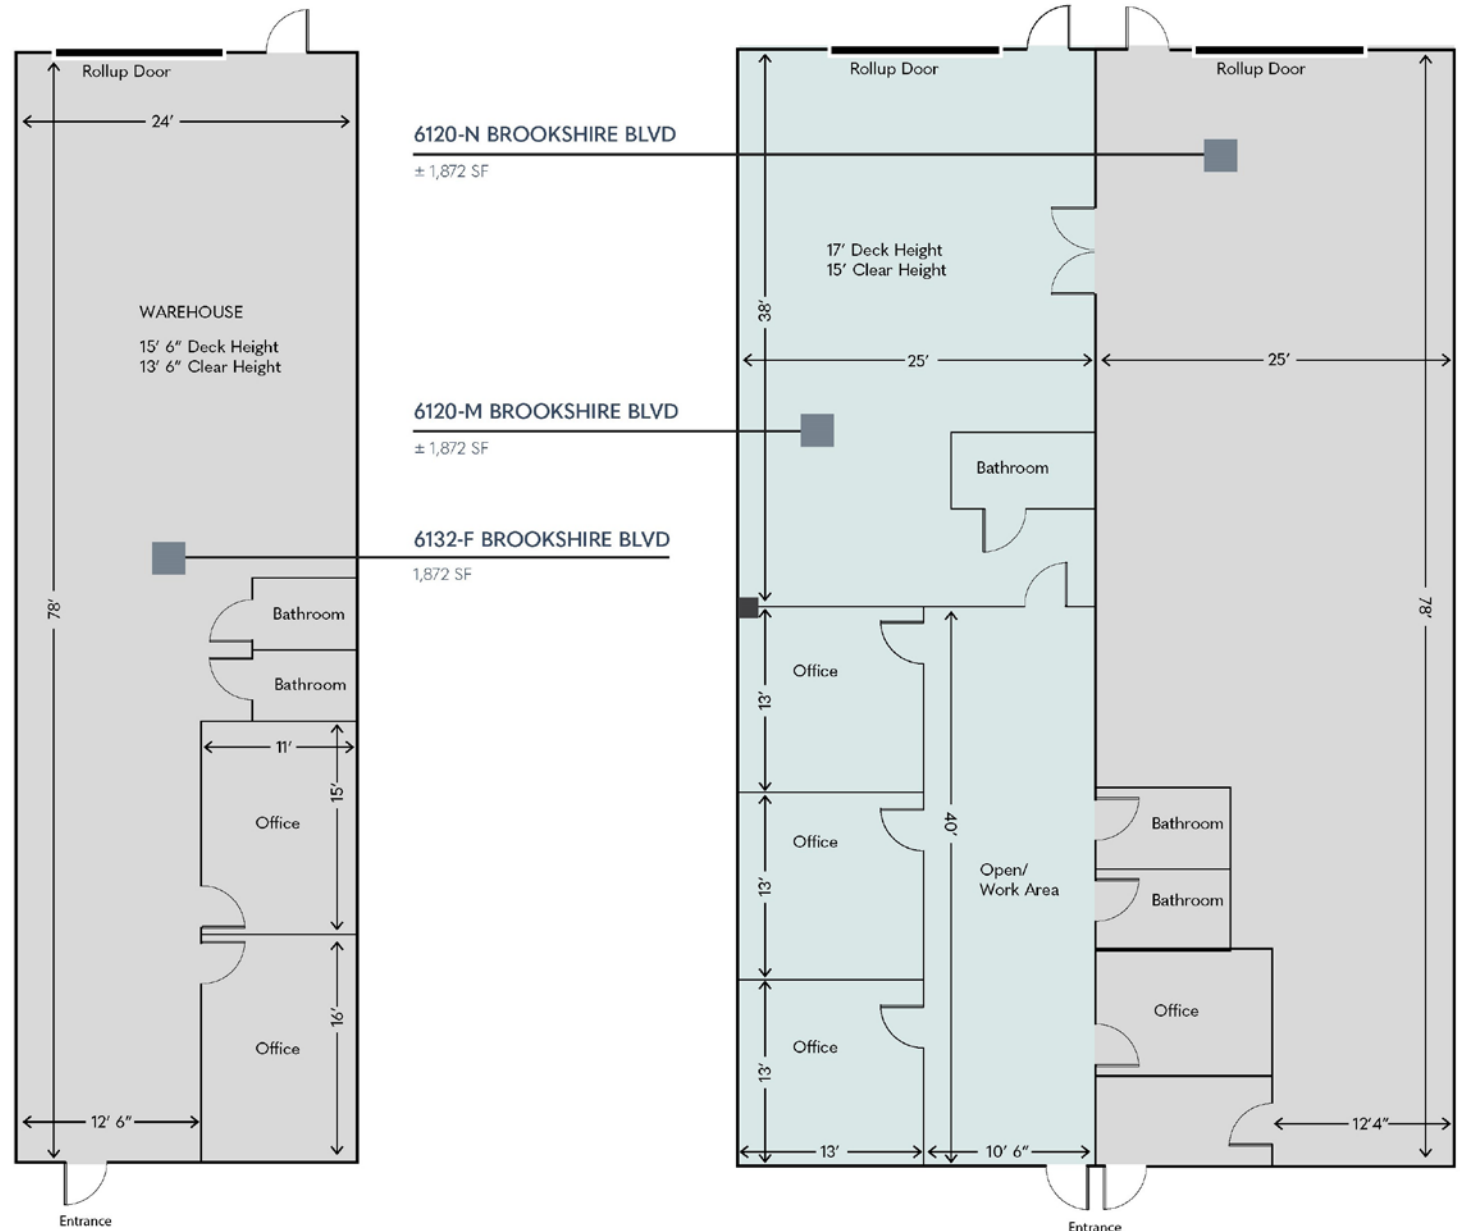 Rollup Door
24'
WAREHOUSE
15' 6" Deck Height
13' 6" Clear Height
78'
Bathroom
Bathroom
11'
15'
Office
16'
Office
12' 6"
Entrance
6120-N BROOKSHIRE BLVD
± 1,872 SF
6120-M BROOKSHIRE BLVD
± 1,872 SF
6132-F BROOKSHIRE BLVD
1,872 SF
Rollup Door
17' Deck Height
15' Clear Height
38'
25'
Bathroom
Office
13'
Office
13'
40'
Open/
Work Area
Office
13'
13'
10' 6"
Rollup Door
25'
78'
Bathroom
Bathroom
Office
12'4"
Entrance